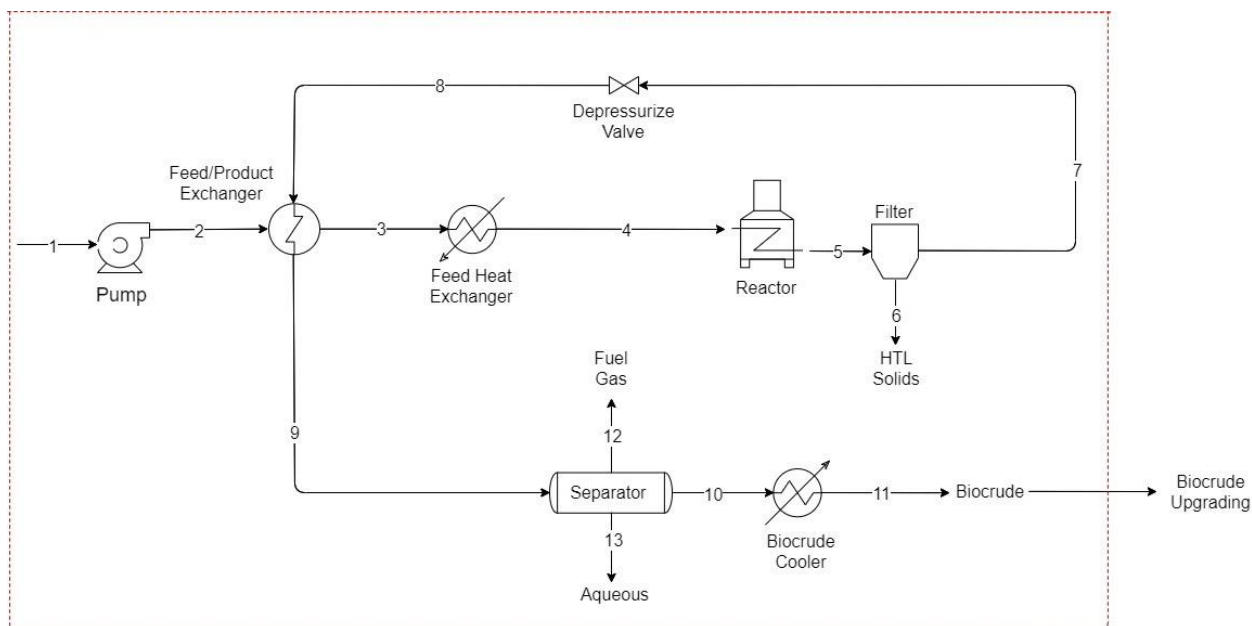 8
Depressurize
Valve
7
Feed/Product
Exchanger
1
Pump
2
3
Feed Heat
Exchanger
4
Reactor
5
Filter
6
HTL
Solids
9
Fuel
Gas
12
Separator
13
Aqueous
10
Biocrude
Cooler
11
Biocrude
Biocrude
Upgrading